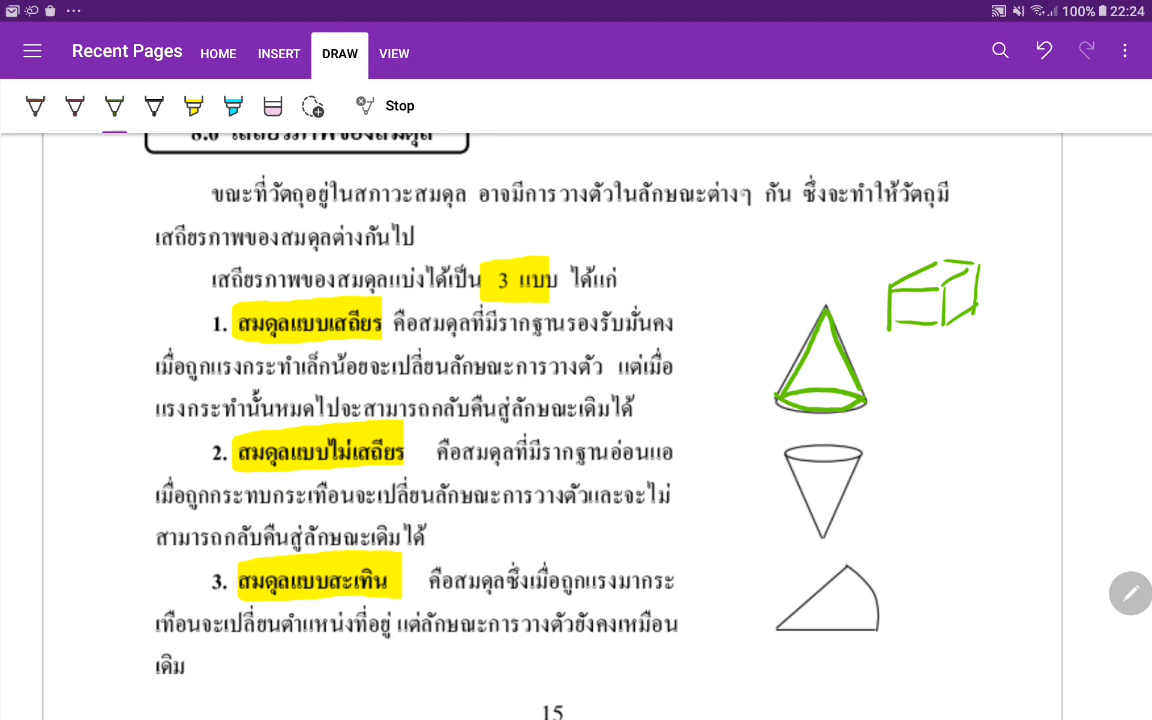 100% 22:24
Recent Pages HOME INSERT DRAW VIEW
Stop
8.6 เสถียรภาพของสมดุล
ขณะที่วัตถุอยู่ในสภาวะสมดุล อาจมีการวางตัวในลักษณะต่างๆ กัน ซึ่งจะทำให้วัตถุมี
เสถียรภาพของสมดุลต่างกันไป
เสถียรภาพของสมดุลแบ่งได้เป็น 3 แบบ ได้แก่
1. สมดุลแบบเสถียร คือสมดุลที่มีรากฐานรองรับมั่นคง
เมื่อถูกแรงกระทำเล็กน้อยจะเปลี่ยนลักษณะการวางตัว แต่เมื่อ
แรงกระทำนั้นหมดไปจะสามารถกลับคืนสู่ลักษณะเดิมได้
2. สมดุลแบบไม่เสถียร คือสมดุลที่มีรากฐานอ่อนแอ
เมื่อถูกกระทบกระเทือนจะเปลี่ยนลักษณะการวางตัวและจะไม่
สามารถกลับคืนสู่ลักษณะเดิมได้
3. สมดุลแบบสะเทิน คือสมดุลซึ่งเมื่อถูกแรงมากระ
เทือนจะเปลี่ยนตำแหน่งที่อยู่ แต่ลักษณะการวางตัวยังคงเหมือน
เดิม
15